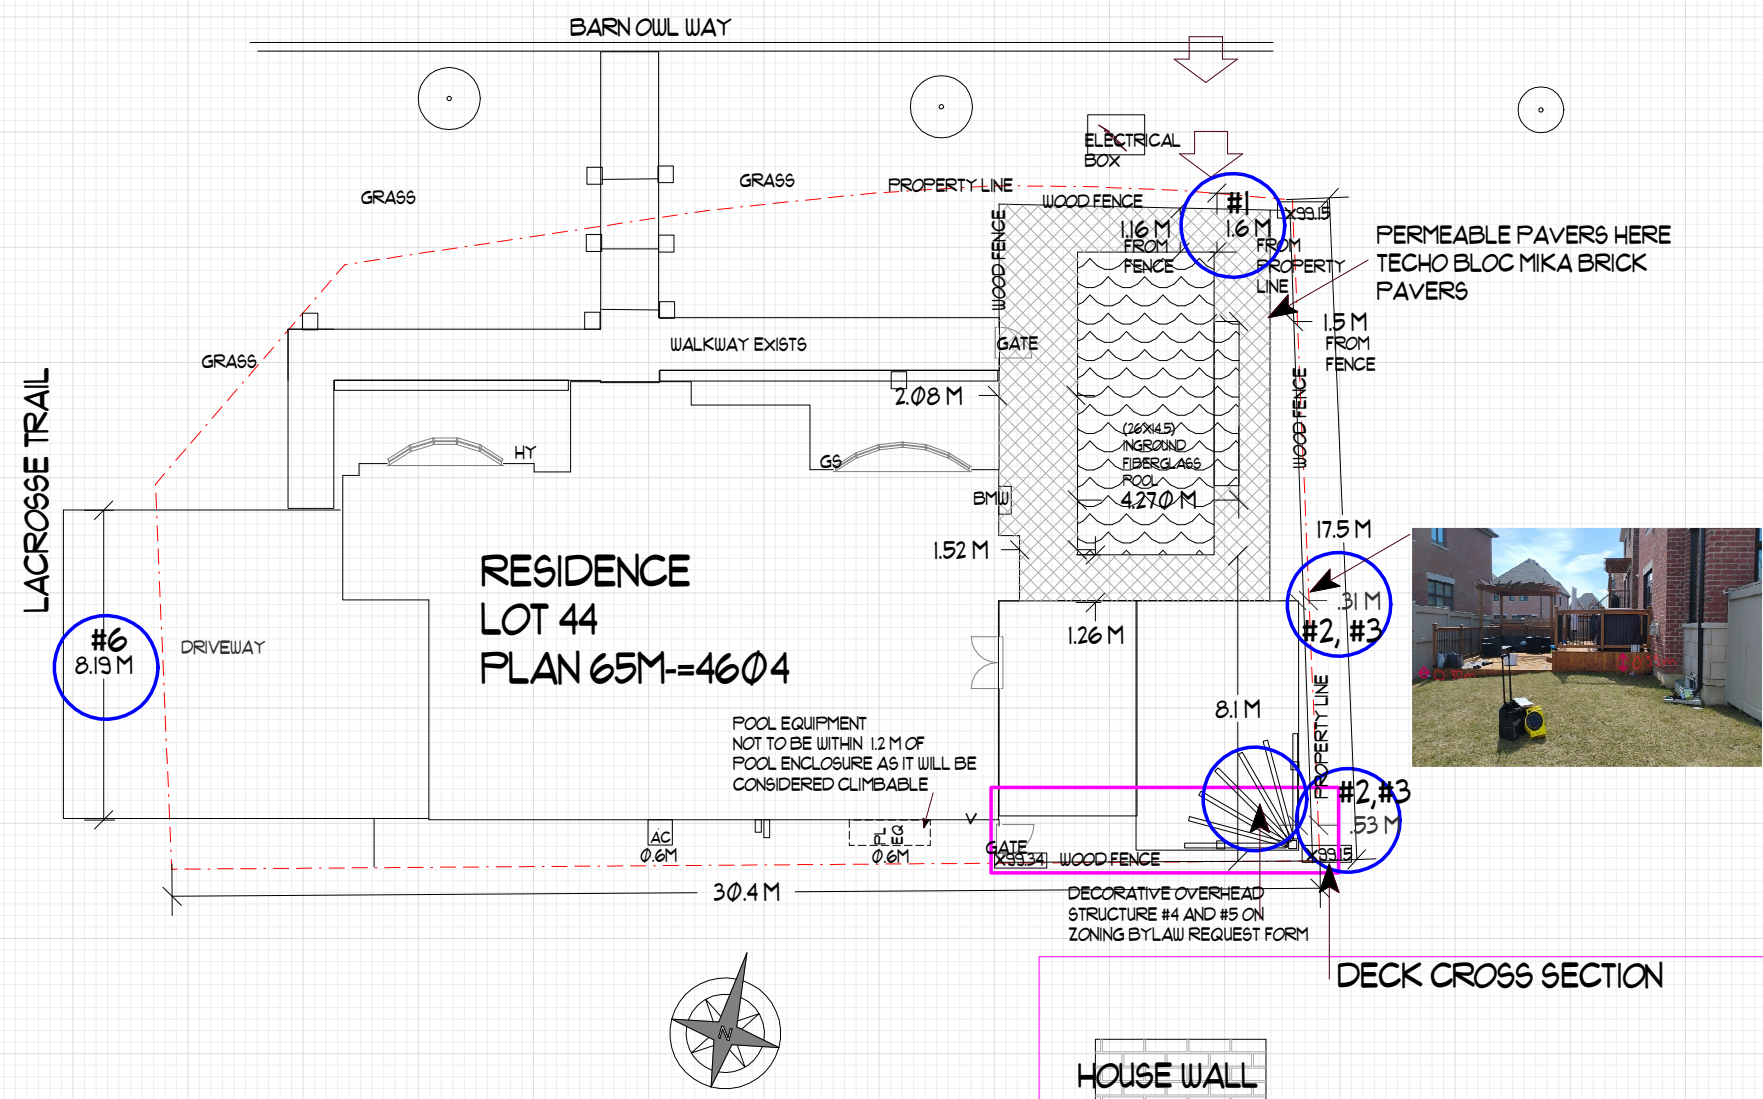 BARN OWL WAY
ELECTRICAL
BOX
GRASS
GRASS
PROPERTY LINE
WOOD FENCE
#1
X99.15
1.16 M
FROM
FENCE
1.6 M
FROM
PROPERTY
LINE
PERMEABLE PAVERS HERE
TECHO BLOC MIKA BRICK
PAVERS
WOOD FENCE
GATE
WALKWAY EXISTS
GRASS
1.5 M
FROM
FENCE
LACROSSE TRAIL
2.08 M
WOOD FENCE
HY
GS
(26X14.5)
INGROUND
FIBERGLASS
POOL
BMW
4.270 M
17.5 M
1.52 M
RESIDENCE
LOT 44
PLAN 65M-=4604
.31 M
#2, #3
1.26 M
#6
8.19 M
DRIVEWAY
PROPERTY LINE
8.1 M
POOL EQUIPMENT
NOT TO BE WITHIN 1.2 M OF
POOL ENCLOSURE AS IT WILL BE
CONSIDERED CLIMBABLE
#2,#3
.53 M
V
AC
0.6M
PL
EQ
0.6M
GATE
X99.34
WOOD FENCE
X99.15
30.4 M
DECORATIVE OVERHEAD
STRUCTURE #4 AND #5 ON
ZONING BYLAW REQUEST FORM
DECK CROSS SECTION
N
HOUSE WALL